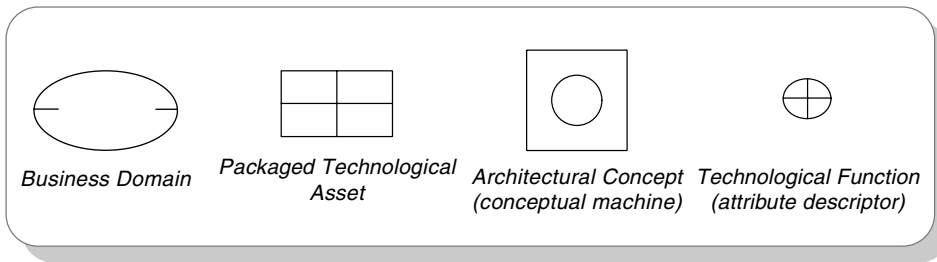 Business Domain
Packaged Technological
Asset
Architectural Concept
(conceptual machine)
Technological Function
(attribute descriptor)